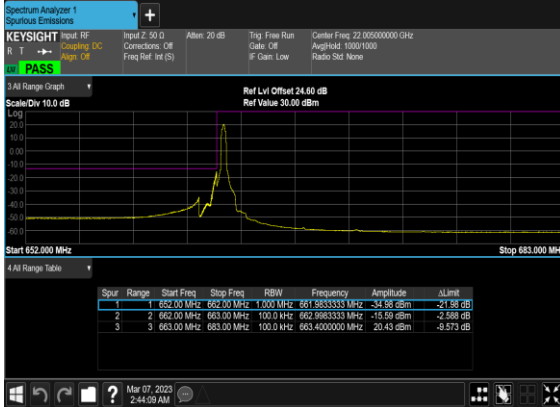 Spectrum Analyzer 1
Spurious Emissions
KEYSIGHT Input: RF Input Z: 50 Ω Atten: 20 dB Trig: Free Run Center Freq: 22.005000000 GHz
R T Coupling: DC Corrections: Off Gate: Off Avg|Hold: 1000/1000
Align: Off Freq Ref: Int (S) IF Gain: Low Radio Std: None
PASS
3 All Range Graph
Ref Lvl Offset 24.60 dB
Scale/Div 10.0 dB Ref Value 30.00 dBm
Log
20.0
10.0
0.00
-10.0
-20.0
-30.0
-40.0
-50.0
-60.0
Start 652.000 MHz Stop 683.000 MHz
4 All Range Table
Spur Range Start Freq Stop Freq RBW Frequency Amplitude ΔLimit
1 1 652.00 MHz 662.00 MHz 1.000 MHz 661.9833333 MHz -34.98 dBm -21.98 dB
2 2 662.00 MHz 663.00 MHz 100.0 kHz 662.9983333 MHz -15.59 dBm -2.588 dB
3 3 663.00 MHz 683.00 MHz 100.0 kHz 663.4000000 MHz 20.43 dBm -9.573 dB
Mar 07, 2023
2:44:09 AM